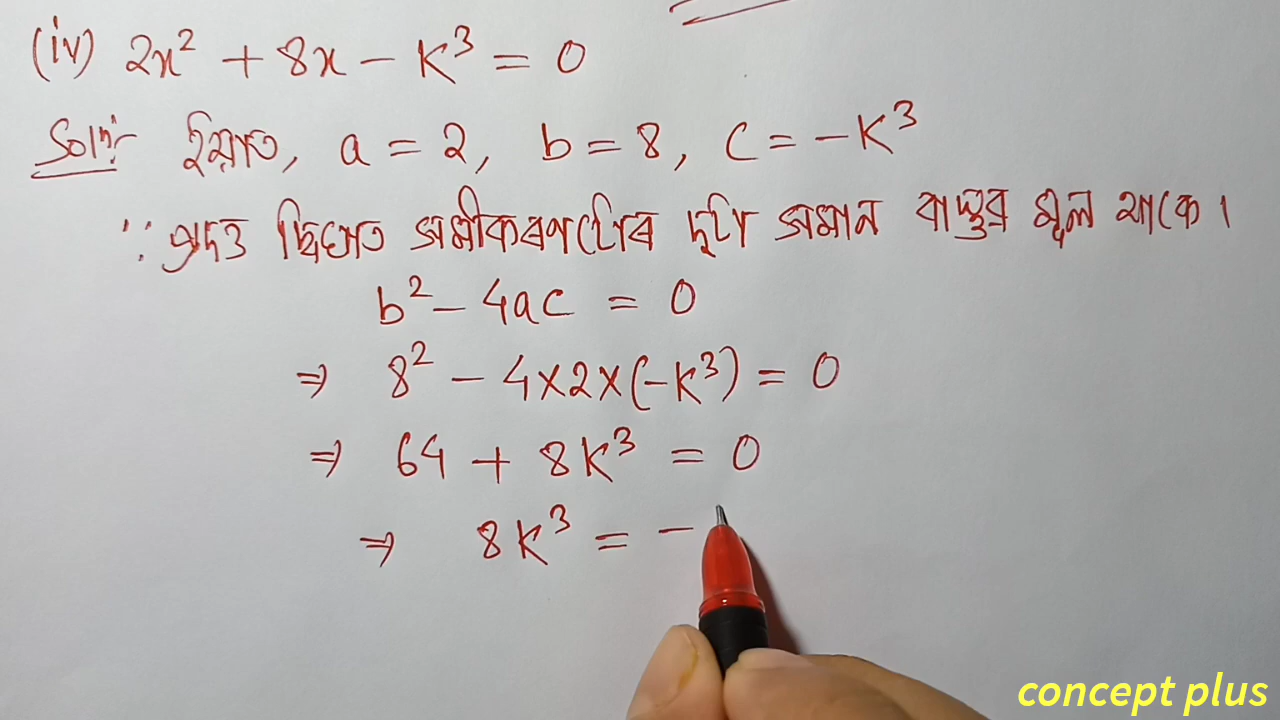 (iv) 2x² + 8x - K³ = 0
Solⁿ: ইয়াত, a = 2, b = 8, c = -K³
∵ প্ৰদত্ত দ্বিঘাত সমীকৰণটোৰ দুটা সমান বাস্তৱ মূল থাকে।
b² - 4ac = 0
⇒ 8² - 4×2×(-K³) = 0
⇒ 64 + 8K³ = 0
⇒ 8K³ = -
concept plus